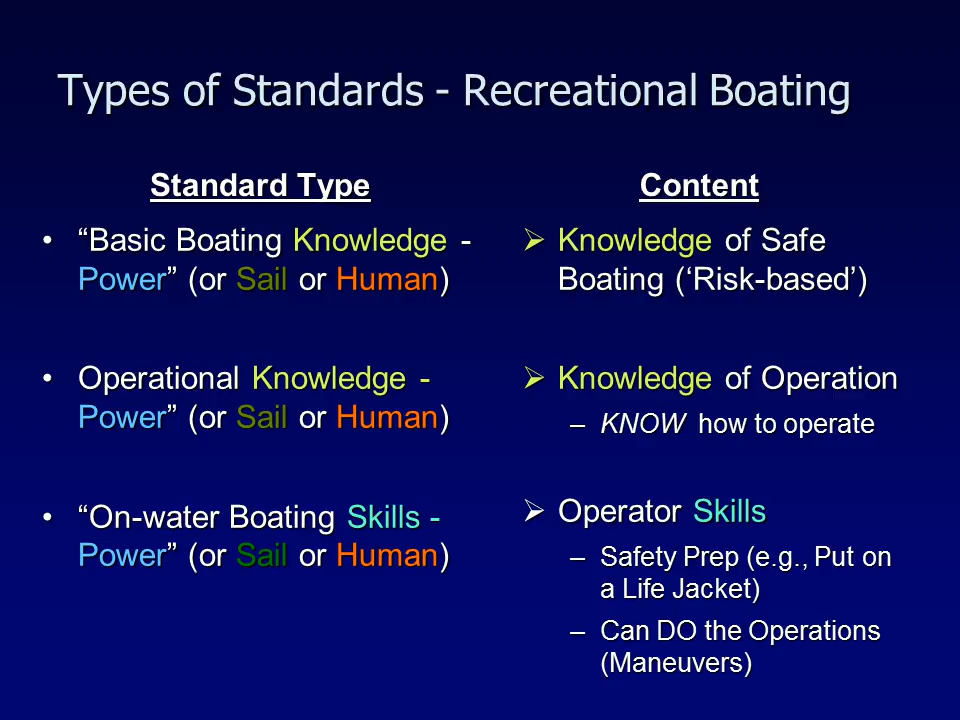 Types of Standards - Recreational Boating
Standard Type
• “Basic Boating Knowledge -
Power” (or Sail or Human)
• Operational Knowledge -
Power” (or Sail or Human)
• “On-water Boating Skills -
Power” (or Sail or Human)
Content
➢ Knowledge of Safe
Boating (‘Risk-based’)
➢ Knowledge of Operation
– KNOW how to operate
➢ Operator Skills
– Safety Prep (e.g., Put on
a Life Jacket)
– Can DO the Operations
(Maneuvers)